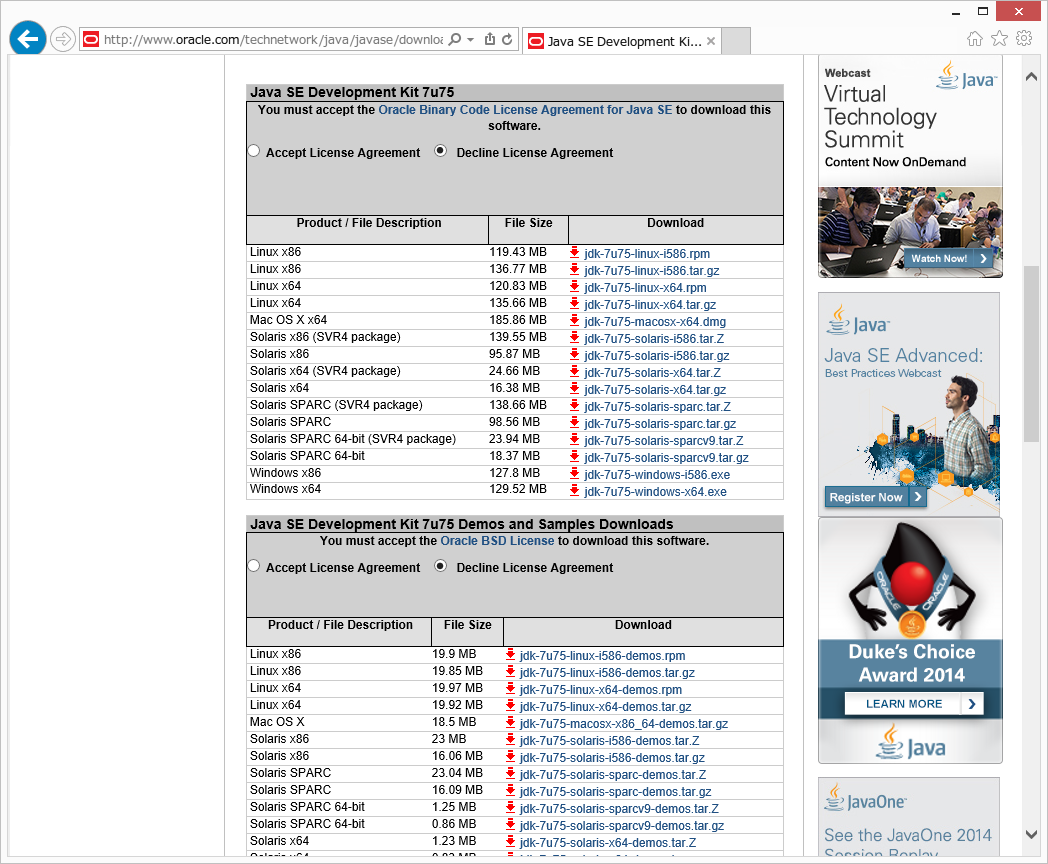 http://www.oracle.com/technetwork/java/javase/downloa
Java SE Development Ki...
Java SE Development Kit 7u75
You must accept the Oracle Binary Code License Agreement for Java SE to download this
software.
Accept License Agreement Decline License Agreement
Product / File Description File Size Download
Linux x86 119.43 MB jdk-7u75-linux-i586.rpm
Linux x86 136.77 MB jdk-7u75-linux-i586.tar.gz
Linux x64 120.83 MB jdk-7u75-linux-x64.rpm
Linux x64 135.66 MB jdk-7u75-linux-x64.tar.gz
Mac OS X x64 185.86 MB jdk-7u75-macosx-x64.dmg
Solaris x86 (SVR4 package) 139.55 MB jdk-7u75-solaris-i586.tar.Z
Solaris x86 95.87 MB jdk-7u75-solaris-i586.tar.gz
Solaris x64 (SVR4 package) 24.66 MB jdk-7u75-solaris-x64.tar.Z
Solaris x64 16.38 MB jdk-7u75-solaris-x64.tar.gz
Solaris SPARC (SVR4 package) 138.66 MB jdk-7u75-solaris-sparc.tar.Z
Solaris SPARC 98.56 MB jdk-7u75-solaris-sparc.tar.gz
Solaris SPARC 64-bit (SVR4 package) 23.94 MB jdk-7u75-solaris-sparcv9.tar.Z
Solaris SPARC 64-bit 18.37 MB jdk-7u75-solaris-sparcv9.tar.gz
Windows x86 127.8 MB jdk-7u75-windows-i586.exe
Windows x64 129.52 MB jdk-7u75-windows-x64.exe
Java SE Development Kit 7u75 Demos and Samples Downloads
You must accept the Oracle BSD License to download this software.
Accept License Agreement Decline License Agreement
Product / File Description File Size Download
Linux x86 19.9 MB jdk-7u75-linux-i586-demos.rpm
Linux x86 19.85 MB jdk-7u75-linux-i586-demos.tar.gz
Linux x64 19.97 MB jdk-7u75-linux-x64-demos.rpm
Linux x64 19.92 MB jdk-7u75-linux-x64-demos.tar.gz
Mac OS X 18.5 MB jdk-7u75-macosx-x86_64-demos.tar.gz
Solaris x86 23 MB jdk-7u75-solaris-i586-demos.tar.Z
Solaris x86 16.06 MB jdk-7u75-solaris-i586-demos.tar.gz
Solaris SPARC 23.04 MB jdk-7u75-solaris-sparc-demos.tar.Z
Solaris SPARC 16.09 MB jdk-7u75-solaris-sparc-demos.tar.gz
Solaris SPARC 64-bit 1.25 MB jdk-7u75-solaris-sparcv9-demos.tar.Z
Solaris SPARC 64-bit 0.86 MB jdk-7u75-solaris-sparcv9-demos.tar.gz
Solaris x64 1.23 MB jdk-7u75-solaris-x64-demos.tar.Z
Webcast
Java
Virtual
Technology
Summit
Content Now OnDemand
Watch Now!
Java
Java SE Advanced:
Best Practices Webcast
Register Now
ORACLE ORACLE
Duke's Choice
Award 2014
LEARN MORE
Java
JavaOne
See the JavaOne 2014
Session Replay